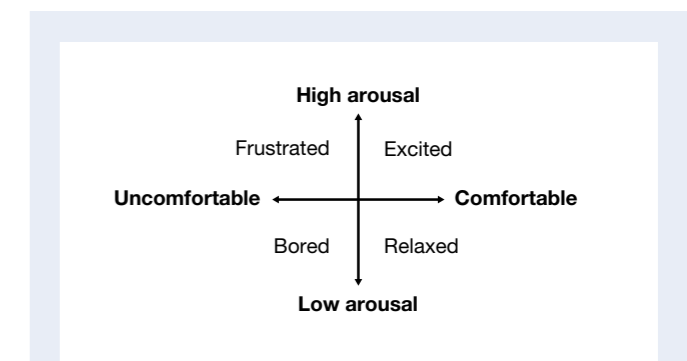 High arousal
Frustrated Excited
Uncomfortable Comfortable
Bored Relaxed
Low arousal